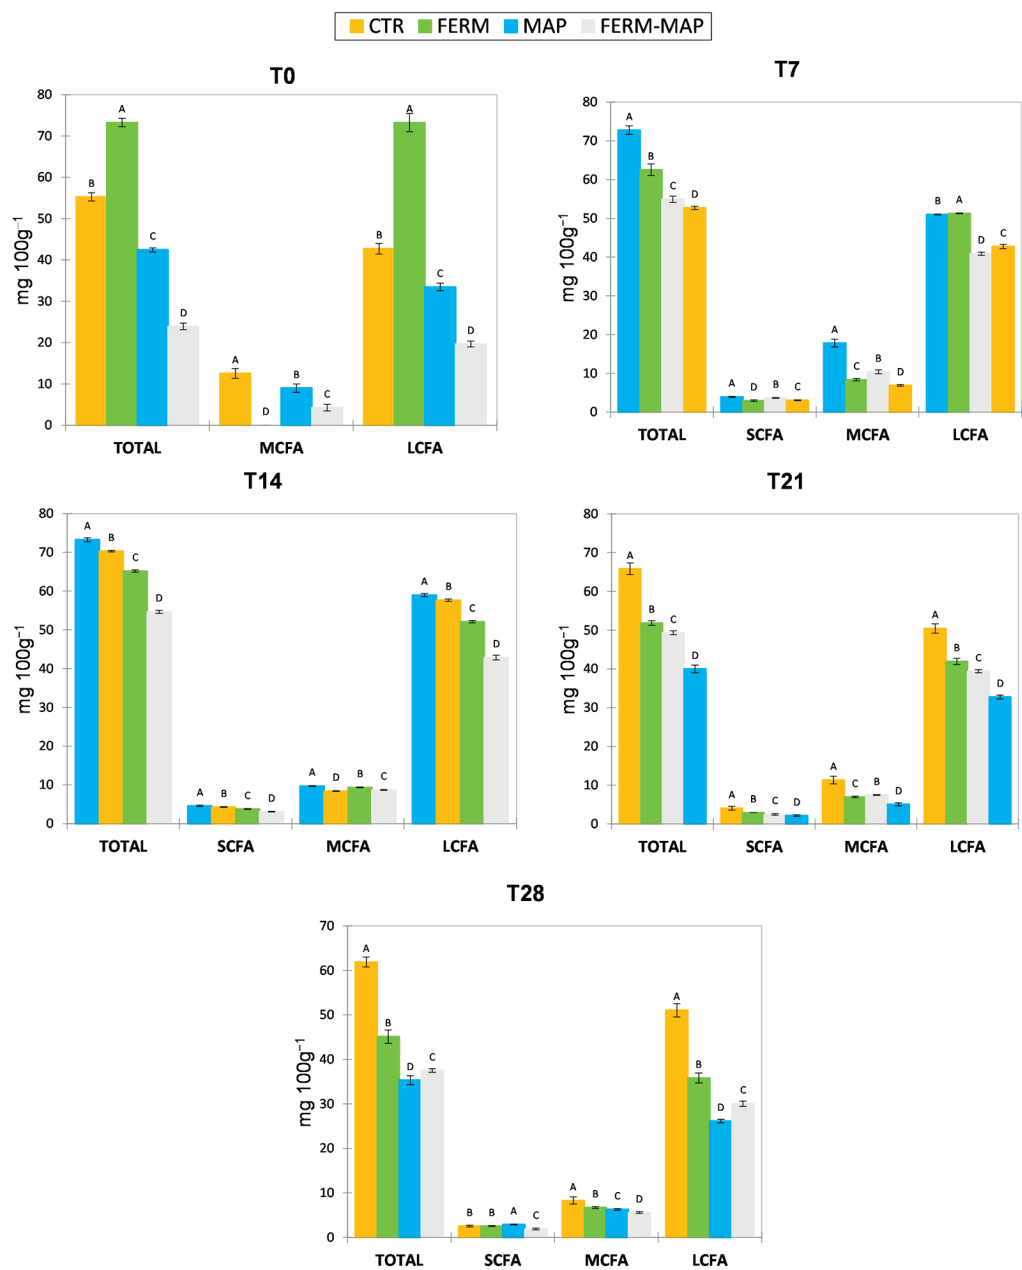 CTR FERM MAP FERM-MAP
T0
80
70
60
50
40
30
20
10
0
mg 100g⁻¹
B A C D
A D B C
B A C D
TOTAL MCFA LCFA
T7
80
70
60
50
40
30
20
10
0
mg 100g⁻¹
A B C D
A D B C
A C B D
B A D C
TOTAL SCFA MCFA LCFA
T14
80
70
60
50
40
30
20
10
0
mg 100g⁻¹
A B C D
A B C D
A D B C
A B C D
TOTAL SCFA MCFA LCFA
T21
80
70
60
50
40
30
20
10
0
mg 100g⁻¹
A B C D
A B C D
A C B D
A B C D
TOTAL SCFA MCFA LCFA
T28
70
60
50
40
30
20
10
0
mg 100g⁻¹
A B D C
B B A C
A B C D
A B D C
TOTAL SCFA MCFA LCFA